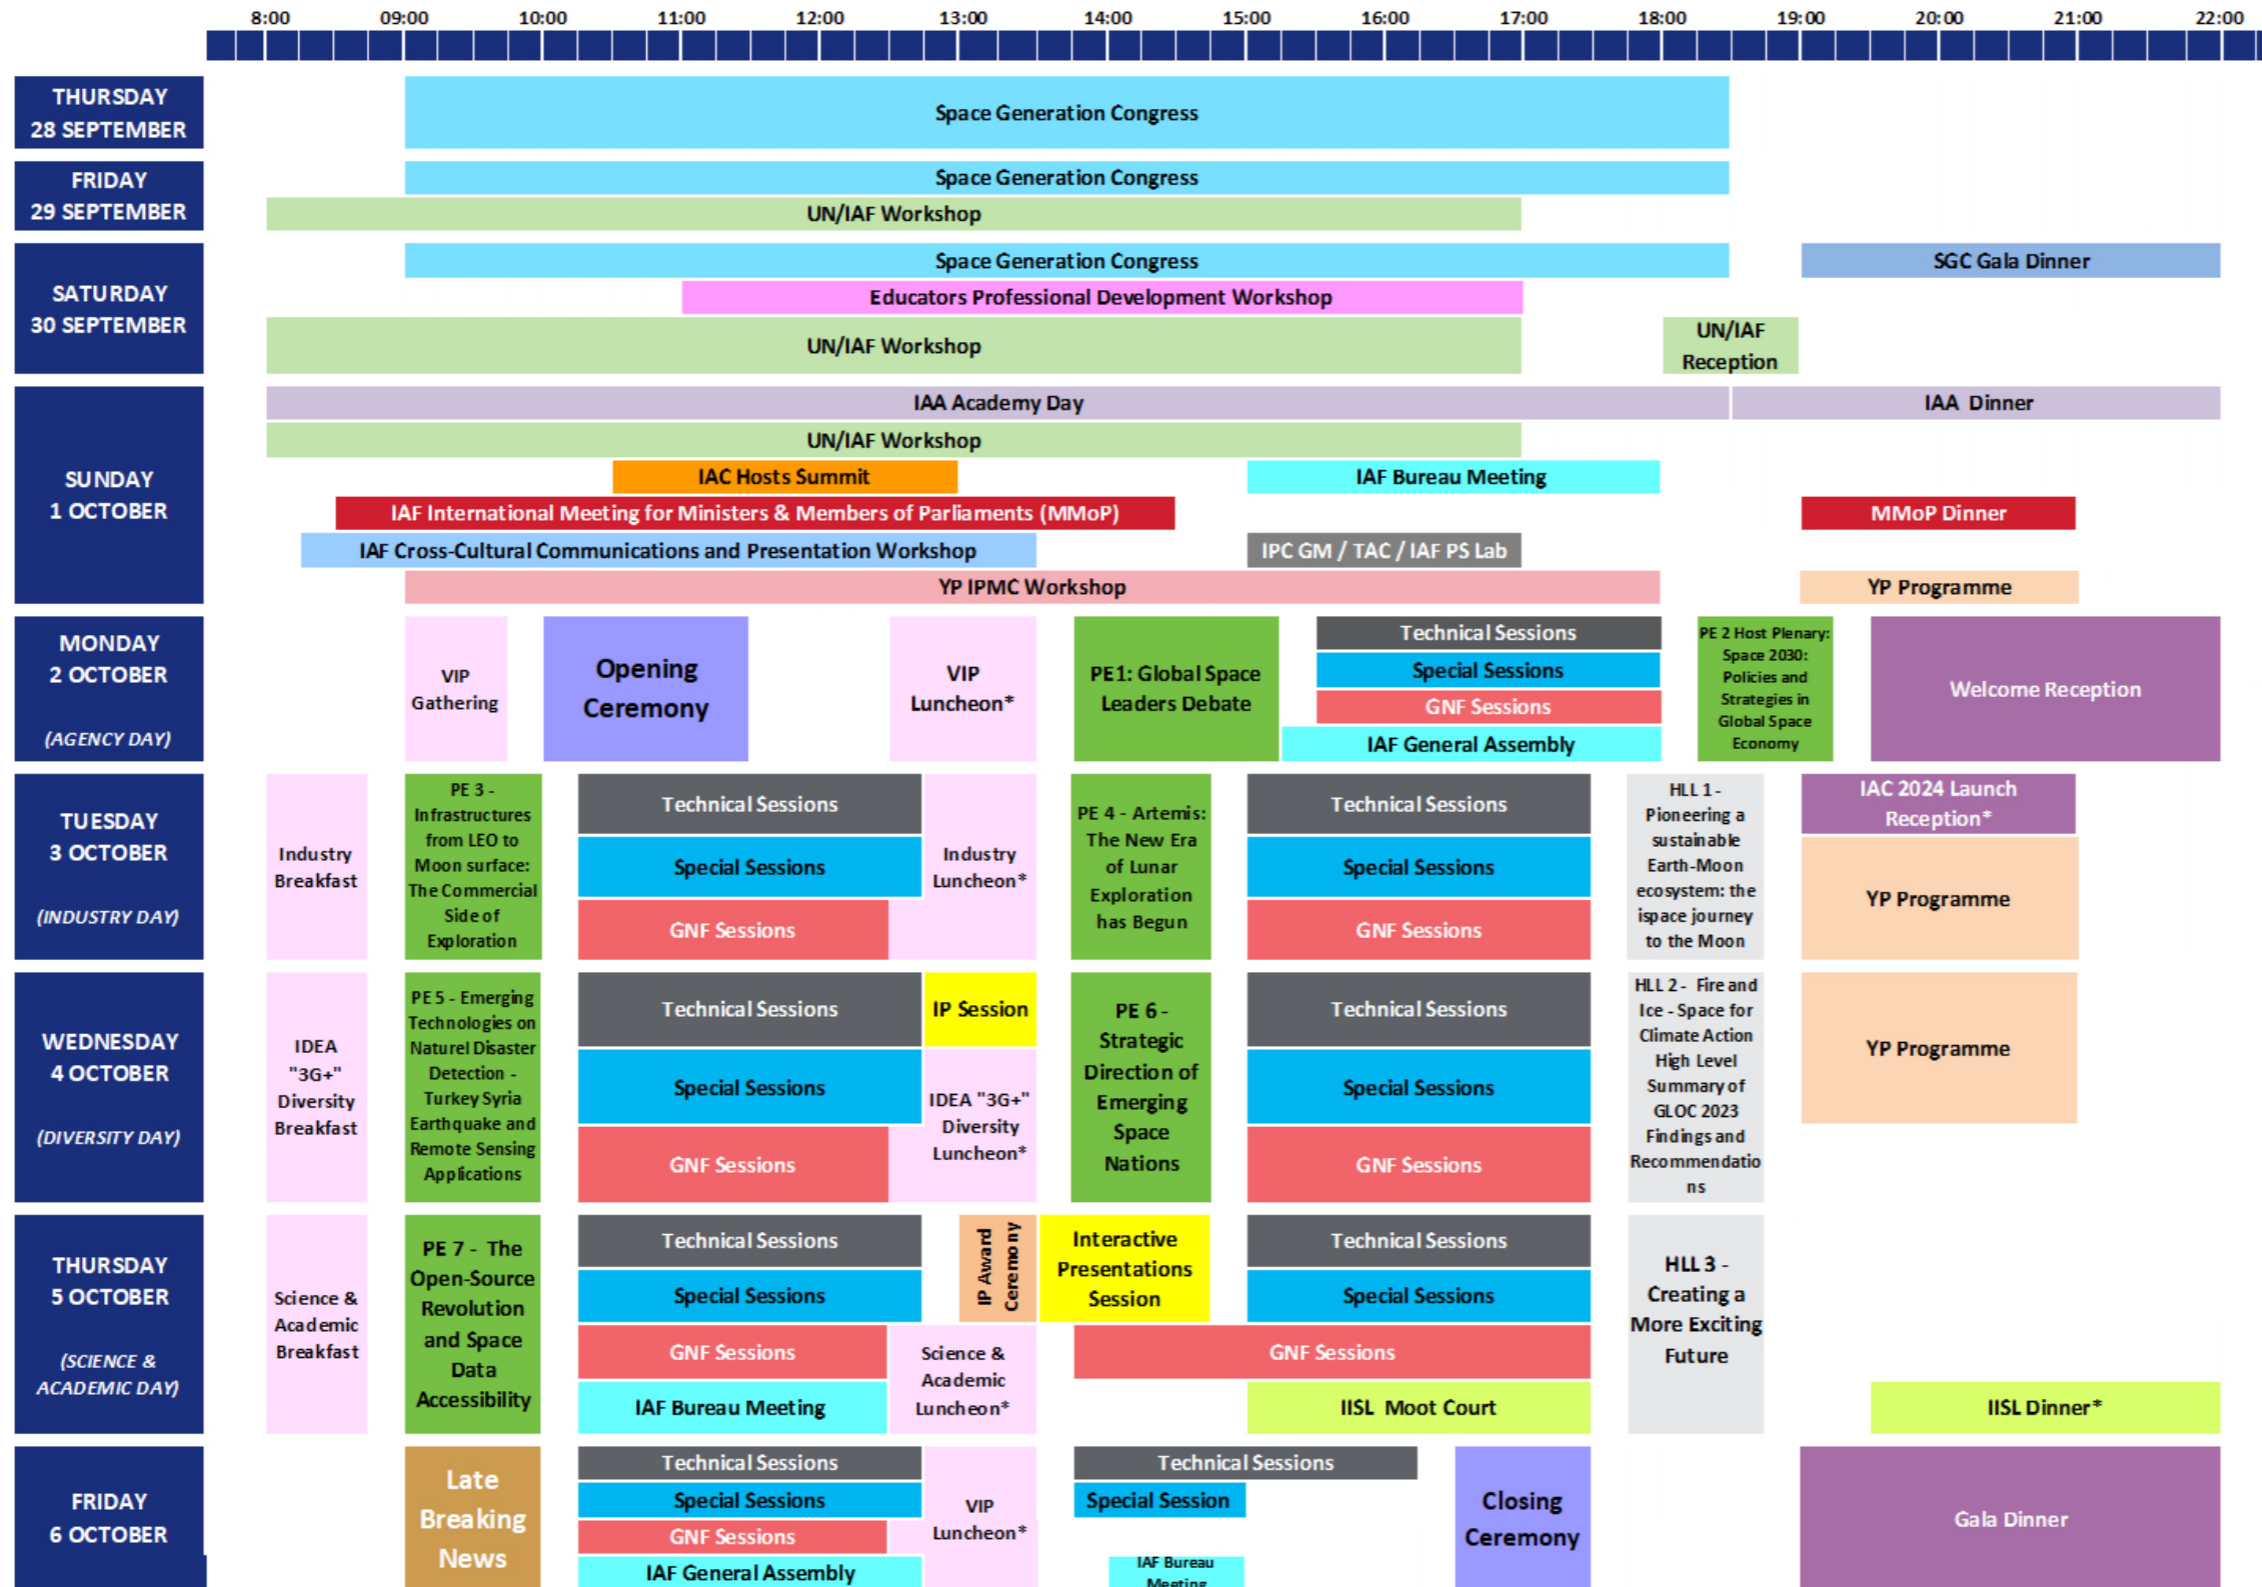 8:00 09:00 10:00 11:00 12:00 13:00 14:00 15:00 16:00 17:00 18:00 19:00 20:00 21:00 22:00
THURSDAY
28 SEPTEMBER
Space Generation Congress
FRIDAY
29 SEPTEMBER
Space Generation Congress
UN/IAF Workshop
SATURDAY
30 SEPTEMBER
Space Generation Congress
SGC Gala Dinner
Educators Professional Development Workshop
UN/IAF Workshop
UN/IAF
Reception
SUNDAY
1 OCTOBER
IAA Academy Day
IAA Dinner
UN/IAF Workshop
IAC Hosts Summit
IAF Bureau Meeting
IAF International Meeting for Ministers & Members of Parliaments (MMoP)
MMoP Dinner
IAF Cross-Cultural Communications and Presentation Workshop
IPC GM / TAC / IAF PS Lab
YP IPMC Workshop
YP Programme
MONDAY
2 OCTOBER
(AGENCY DAY)
VIP
Gathering
Opening
Ceremony
VIP
Luncheon*
PE1: Global Space
Leaders Debate
Technical Sessions
Special Sessions
GNF Sessions
IAF General Assembly
PE 2 Host Plenary:
Space 2030:
Policies and
Strategies in
Global Space
Economy
Welcome Reception
TUESDAY
3 OCTOBER
(INDUSTRY DAY)
Industry
Breakfast
PE 3 -
Infrastructures
from LEO to
Moon surface:
The Commercial
Side of
Exploration
Technical Sessions
Special Sessions
GNF Sessions
Industry
Luncheon*
PE 4 - Artemis:
The New Era
of Lunar
Exploration
has Begun
Technical Sessions
Special Sessions
GNF Sessions
HLL 1 -
Pioneering a
sustainable
Earth-Moon
ecosystem: the
ispace journey
to the Moon
IAC 2024 Launch
Reception*
YP Programme
WEDNESDAY
4 OCTOBER
(DIVERSITY DAY)
IDEA
"3G+"
Diversity
Breakfast
PE 5 - Emerging
Technologies on
Naturel Disaster
Detection -
Turkey Syria
Earthquake and
Remote Sensing
Applications
Technical Sessions
Special Sessions
GNF Sessions
IP Session
IDEA "3G+"
Diversity
Luncheon*
PE 6 -
Strategic
Direction of
Emerging
Space
Nations
Technical Sessions
Special Sessions
GNF Sessions
HLL 2 - Fire and
Ice - Space for
Climate Action
High Level
Summary of
GLOC 2023
Findings and
Recommendatio
ns
YP Programme
THURSDAY
5 OCTOBER
(SCIENCE &
ACADEMIC DAY)
Science &
Academic
Breakfast
PE 7 - The
Open-Source
Revolution
and Space
Data
Accessibility
Technical Sessions
Special Sessions
GNF Sessions
IAF Bureau Meeting
IP Award
Ceremony
Science &
Academic
Luncheon*
Interactive
Presentations
Session
Technical Sessions
Special Sessions
GNF Sessions
IISL Moot Court
HLL 3 -
Creating a
More Exciting
Future
IISL Dinner*
FRIDAY
6 OCTOBER
Late
Breaking
News
Technical Sessions
Special Sessions
GNF Sessions
IAF General Assembly
VIP
Luncheon*
Technical Sessions
Special Session
IAF Bureau
Meeting
Closing
Ceremony
Gala Dinner